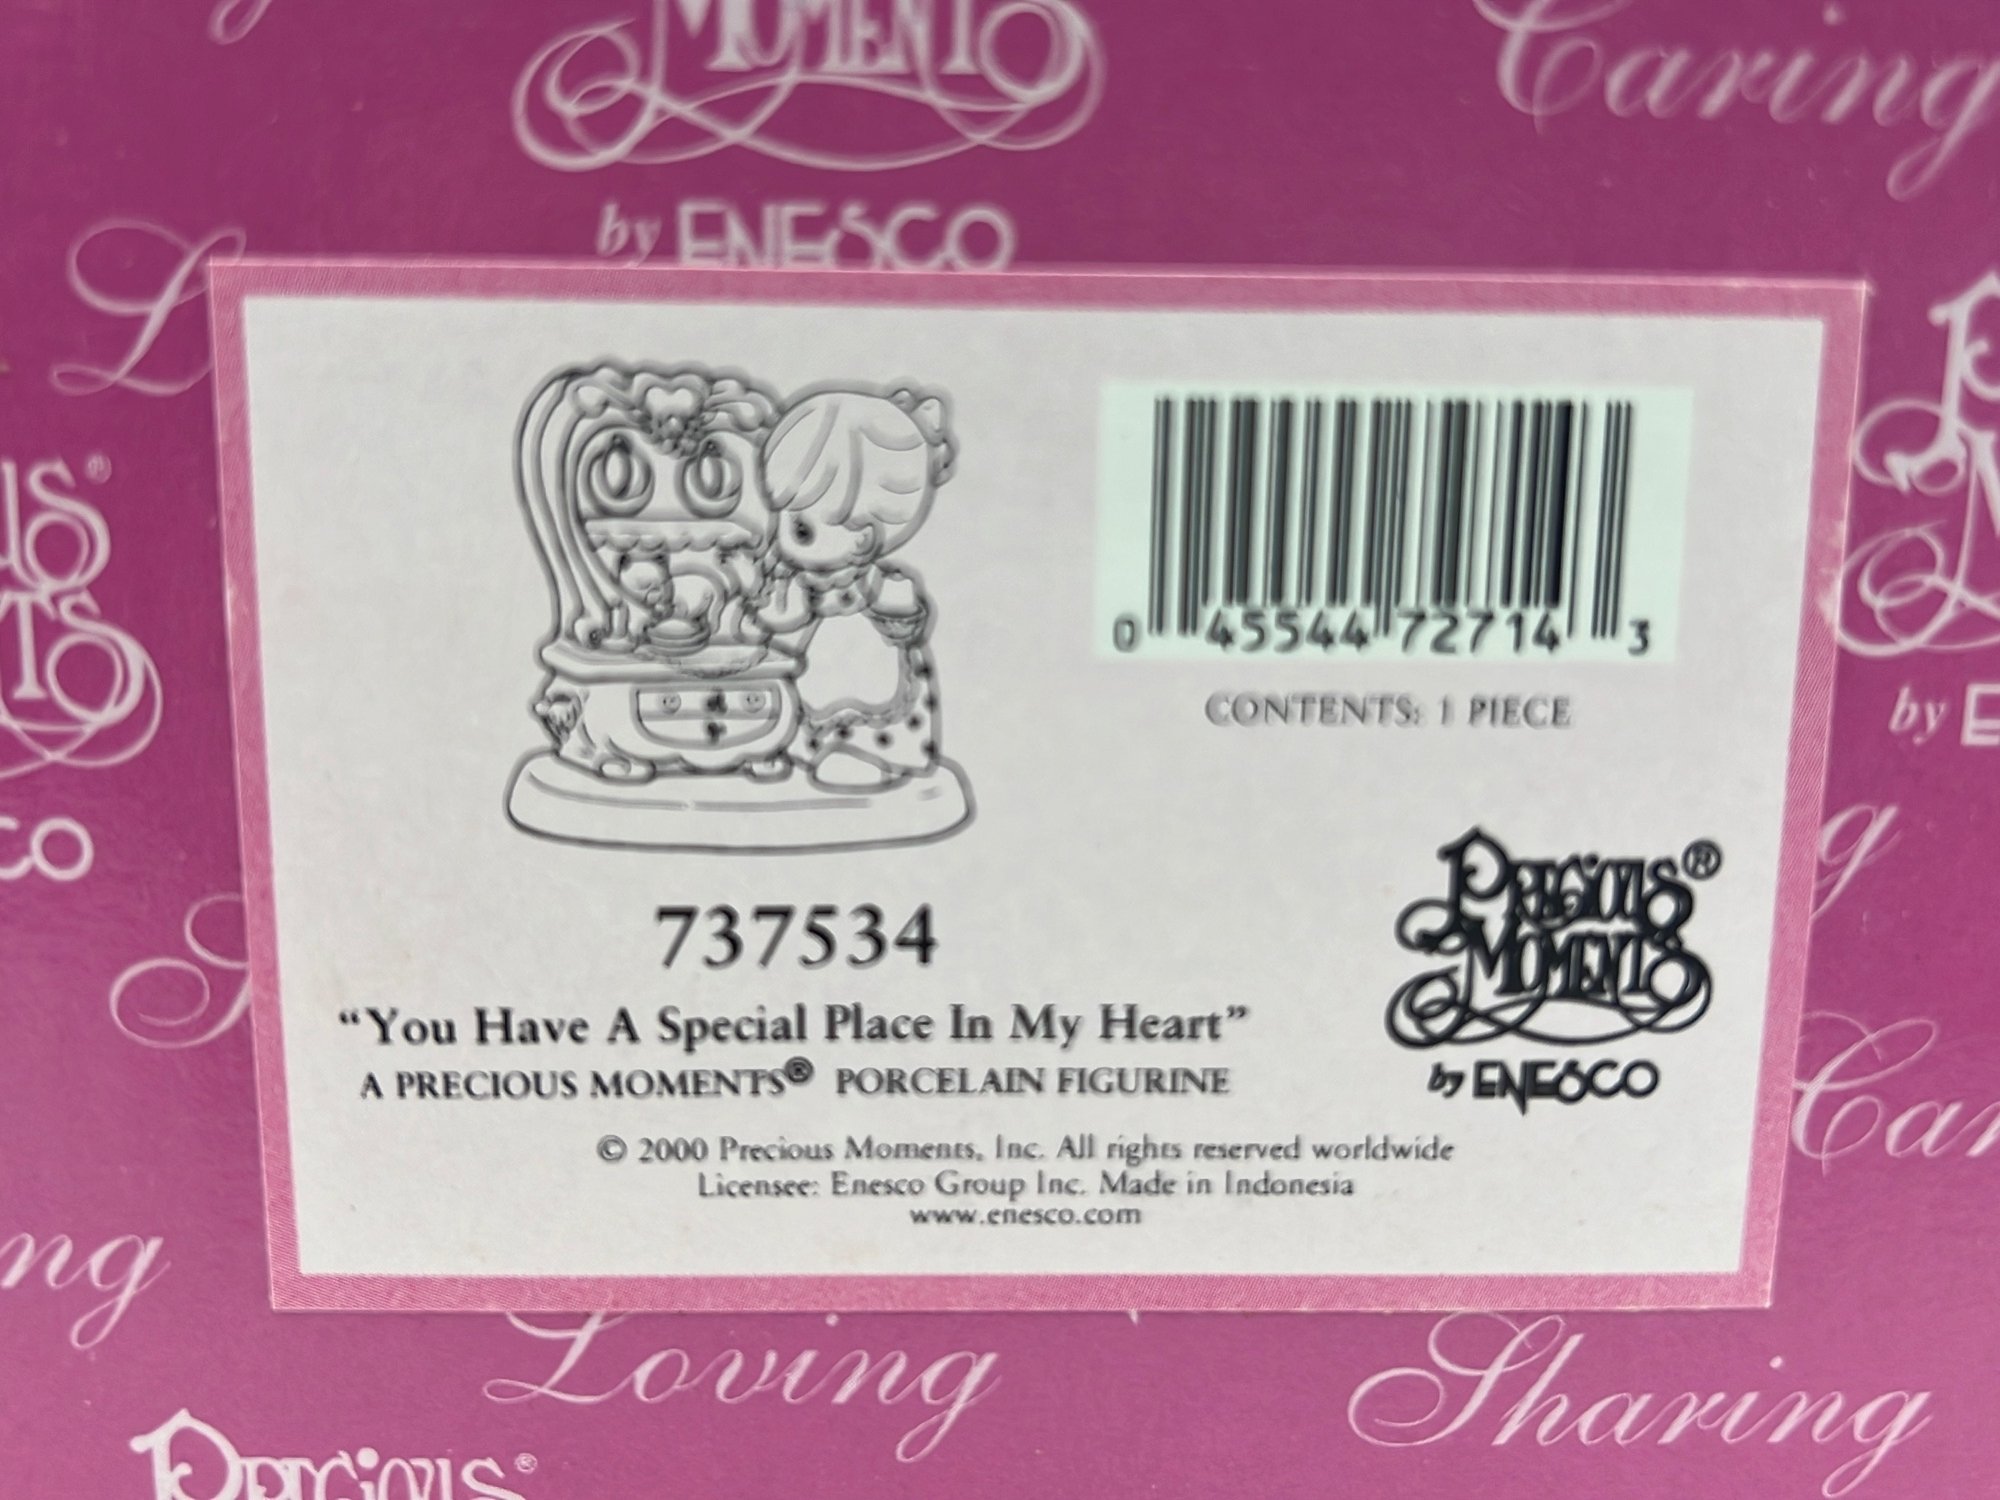 MOMENTS
by ENESCO
Caring
CONTENTS: 1 PIECE
0 45544 72714 3
737534
"You Have A Special Place In My Heart"
A PRECIOUS MOMENTS® PORCELAIN FIGURINE
PRECIOUS MOMENTS®
by ENESCO
© 2000 Precious Moments, Inc. All rights reserved worldwide
Licensee: Enesco Group Inc. Made in Indonesia
www.enesco.com
Loving
Sharing
PRECIOUS®